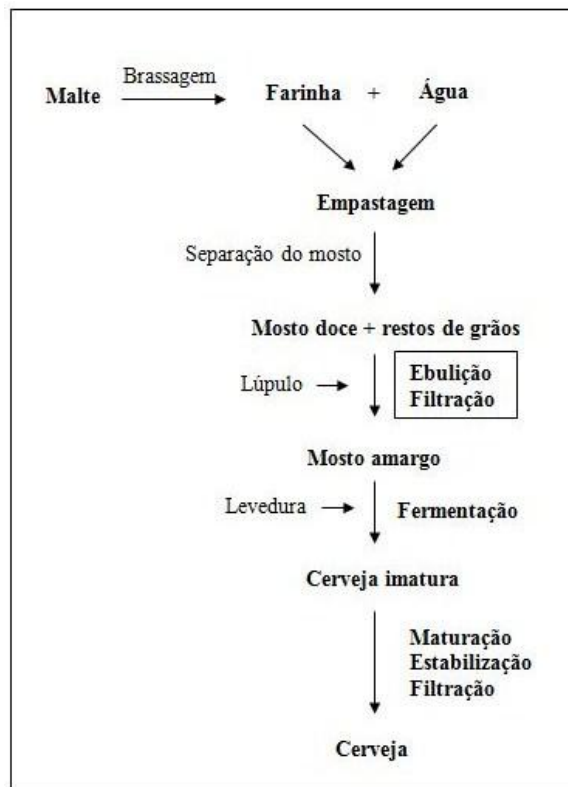 Brassagem
Malte
Farinha + Água
Empastagem
Separação do mosto
Mosto doce + restos de grãos
Lúpulo
Ebulição
Filtração
Mosto amargo
Levedura
Fermentação
Cerveja imatura
Maturação
Estabilização
Filtração
Cerveja